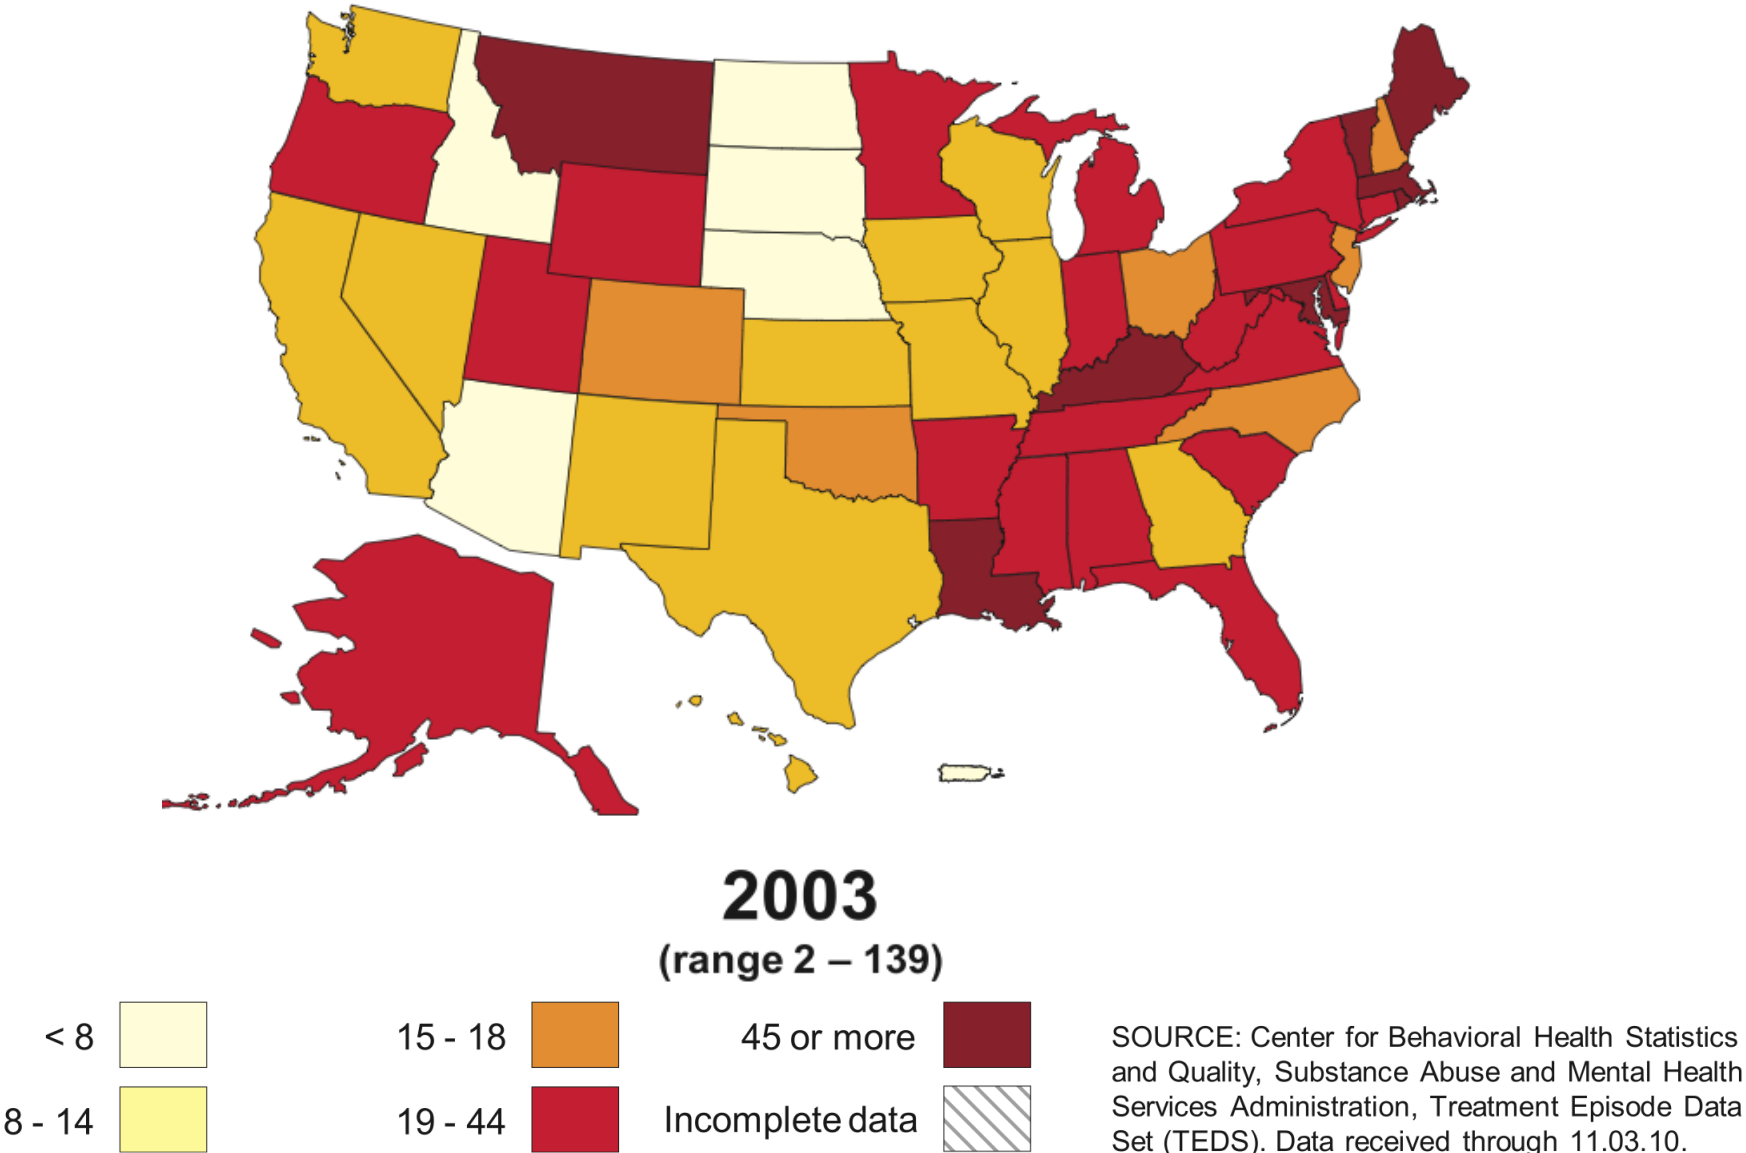 2003
(range 2 – 139)
< 8
15 - 18
45 or more
8 - 14
19 - 44
Incomplete data
SOURCE: Center for Behavioral Health Statistics
and Quality, Substance Abuse and Mental Health
Services Administration, Treatment Episode Data
Set (TEDS). Data received through 11.03.10.